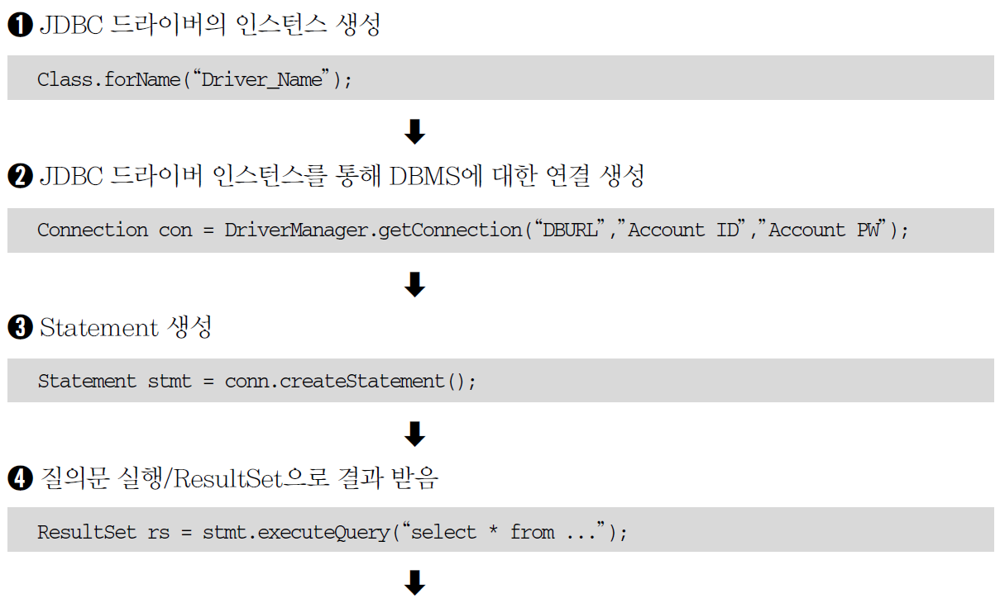 ❶ JDBC 드라이버의 인스턴스 생성
Class.forName(“Driver_Name”);
❷ JDBC 드라이버 인스턴스를 통해 DBMS에 대한 연결 생성
Connection con = DriverManager.getConnection(“DBURL”,”Account ID”,”Account PW”);
❸ Statement 생성
Statement stmt = conn.createStatement();
❹ 질의문 실행/ResultSet으로 결과 받음
ResultSet rs = stmt.executeQuery(“select * from ...”);